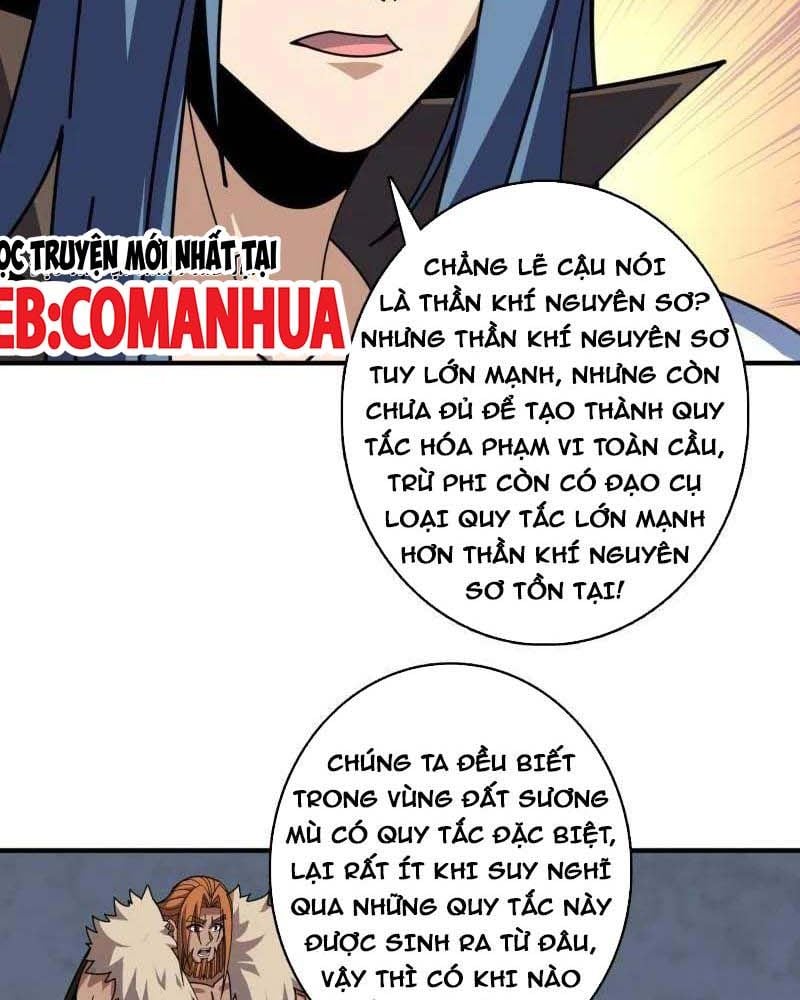 ỌC TRUYỆN MỚI NHẤT TẠI
EB:COMANHUA
CHẲNG LẼ CẬU NÓI
LÀ THẦN KHÍ NGUYÊN SƠ?
NHƯNG THẦN KHÍ NGUYÊN SƠ
TUY LỚN MẠNH, NHƯNG CÒN
CHƯA ĐỦ ĐỂ TẠO THÀNH QUY
TẮC HÓA PHẠM VI TOÀN CẦU,
TRỪ PHI CÒN CÓ ĐẠO CỤ
LOẠI QUY TẮC LỚN MẠNH
HƠN THẦN KHÍ NGUYÊN
SƠ TỒN TẠI!
CHÚNG TA ĐỀU BIẾT
TRONG VÙNG ĐẤT SƯƠNG
MÙ CÓ QUY TẮC ĐẶC BIỆT,
LẠI RẤT ÍT KHI SUY NGHĨ
QUA NHỮNG QUY TẮC NÀY
ĐƯỢC SINH RA TỪ ĐÂU,
VẬY THÌ CÓ KHI NÀO